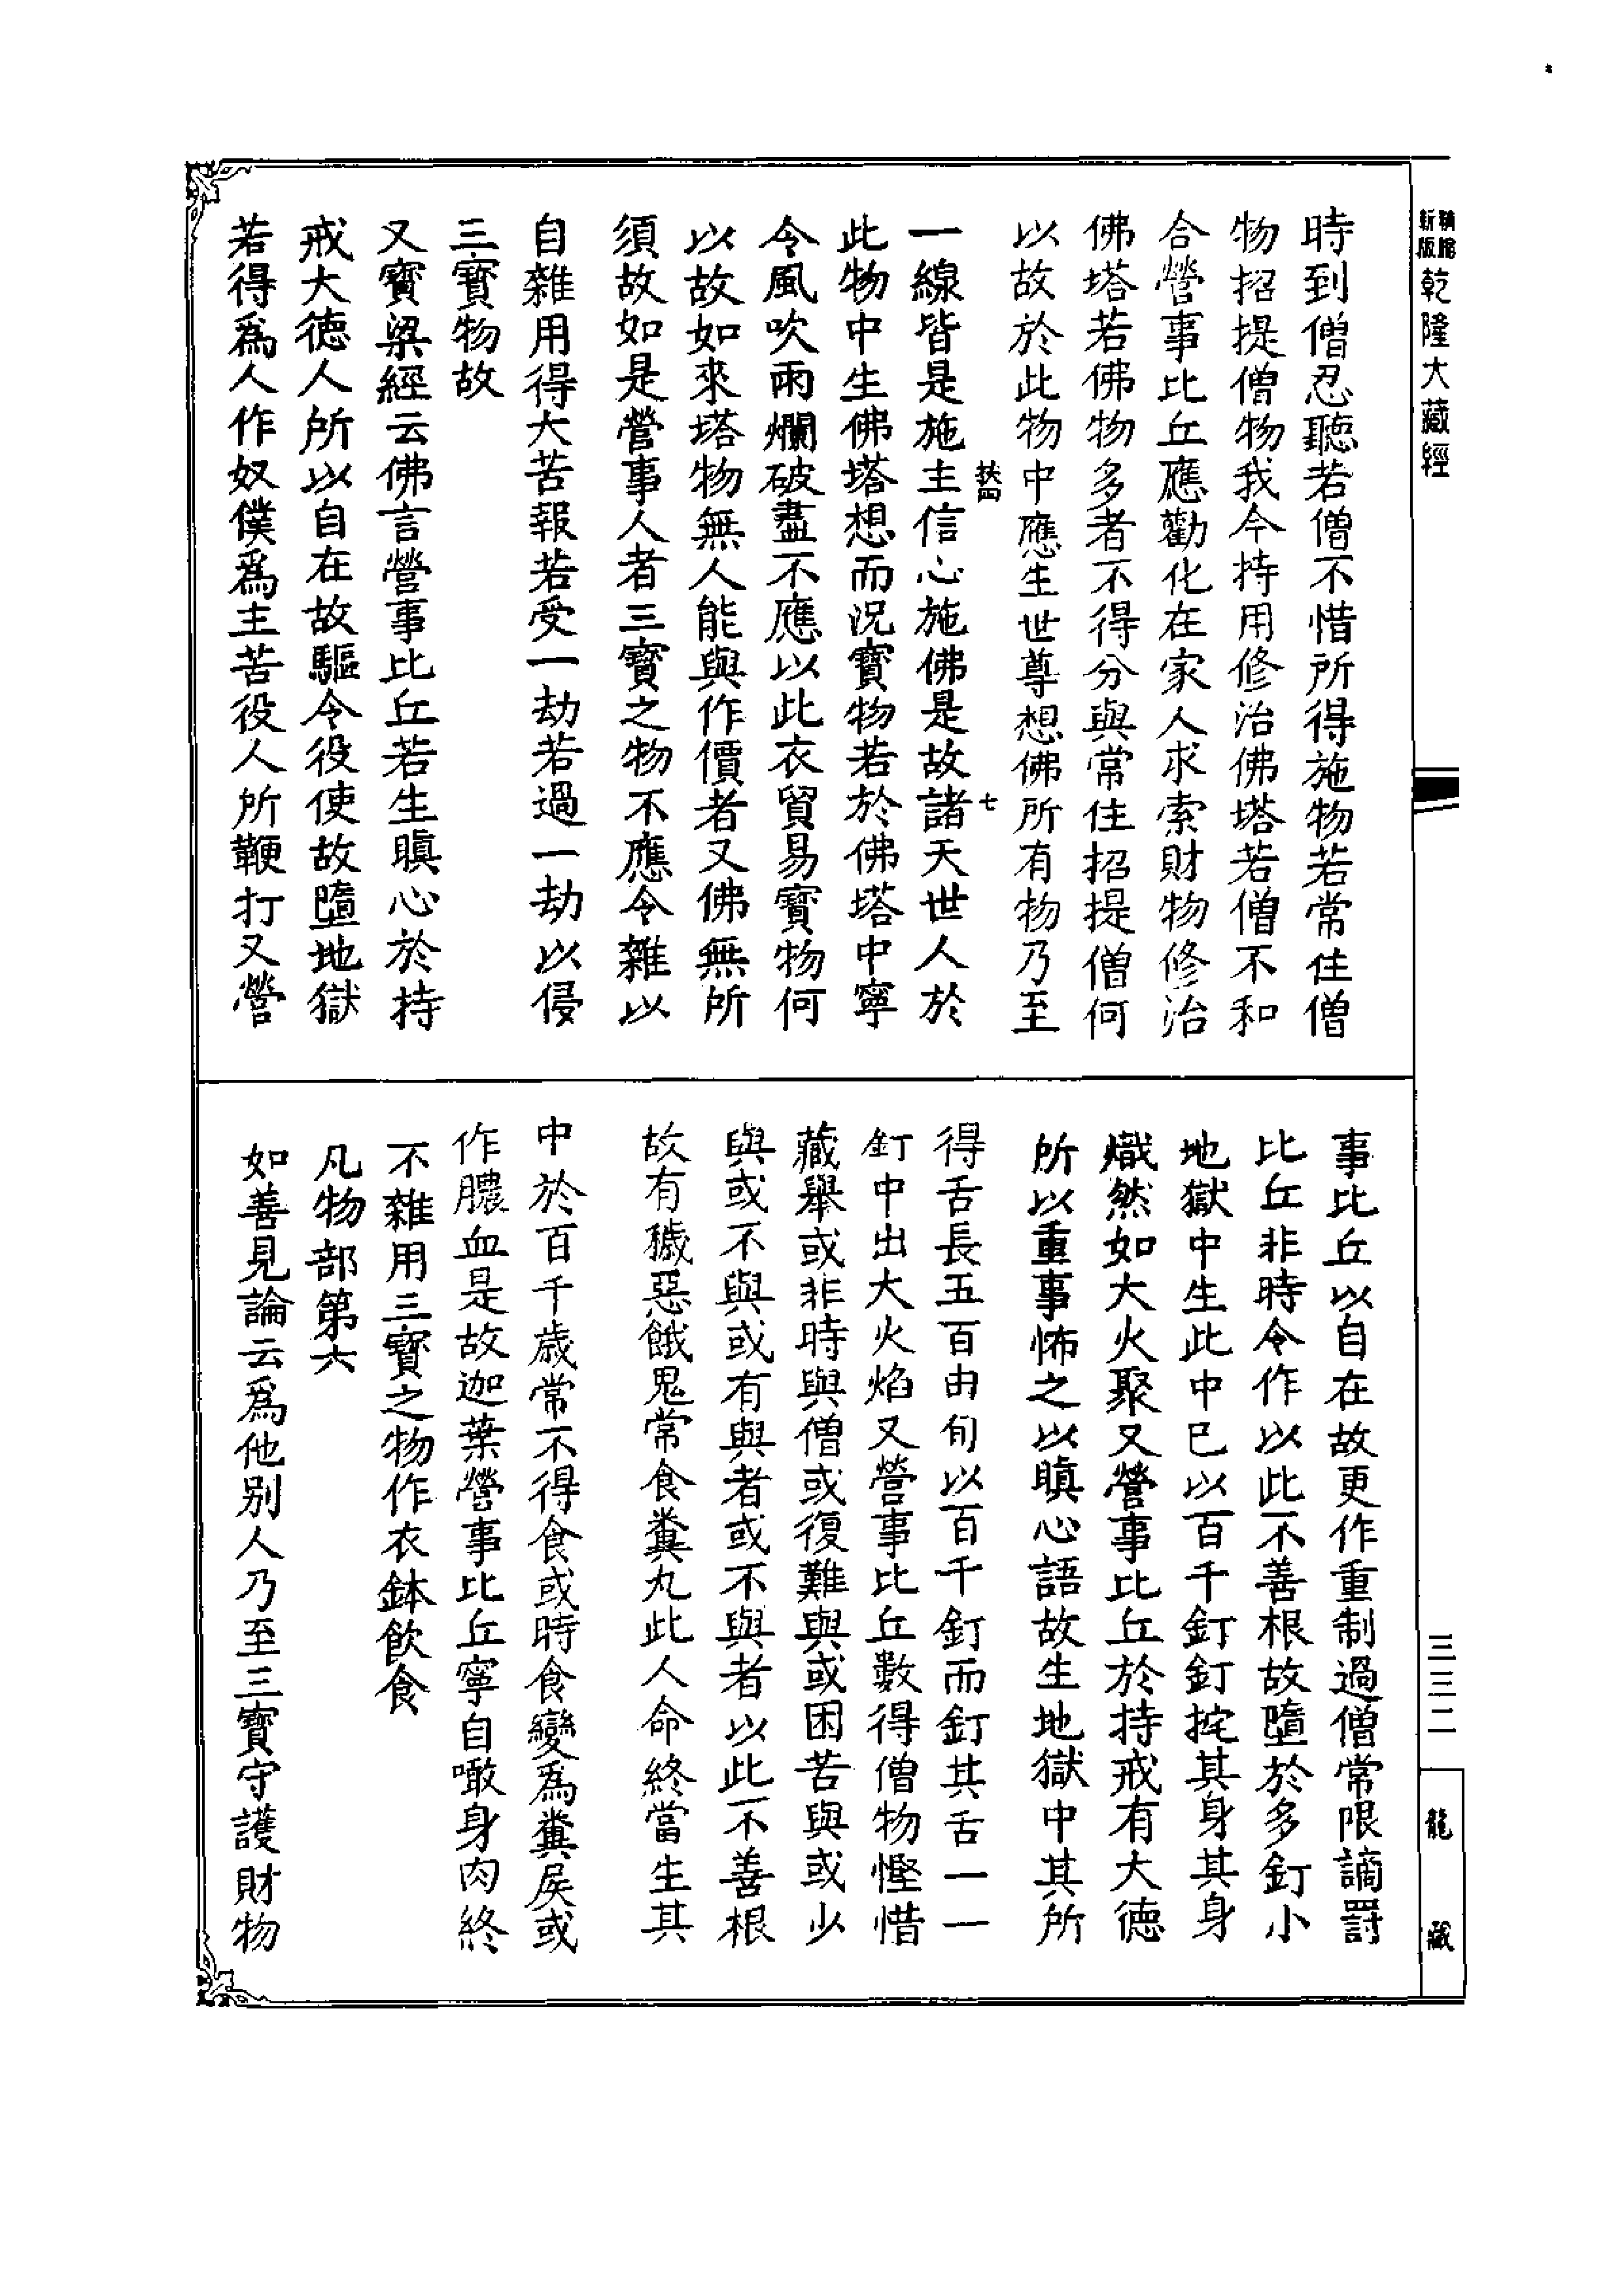 精縮
新版
乾隆大藏經
時到僧忍聽若僧不惜所得施物若常住僧
物招提僧物我今持用修治佛塔若僧不和
合營事比丘應勸化在家人求索財物修治
佛塔若佛物多者不得分與常住招提僧何
以故於此物中應生世尊想佛所有物乃至
扶四 七
一線皆是施主信心施佛是故諸天世人於
此物中生佛塔想而況寶物若於佛塔中寧
令風吹雨爛破盡不應以此衣貿易寶物何
以故如來塔物無人能與作價者又佛無所
須故如是營事人者三寶之物不應令雜以
自雜用得大苦報若受一劫若過一劫以侵
三寶物故
又寶梁經云佛言營事比丘若生瞋心於持
戒大德人所以自在故驅令役使故墮地獄
若得為人作奴僕為主苦役人所鞭打又營
事比丘以自在故更作重制過僧常限謫罰
比丘非時令作以此不善根故墮於多釘小
地獄中生此中已以百千釘釘挓其身其身
熾然如大火聚又營事比丘於持戒有大德
所以重事怖之以瞋心語故生地獄中其所
得舌長五百由旬以百千釘而釘其舌一一
釘中出大火焰又營事比丘數得僧物慳惜
藏舉或非時與僧或復難與或困苦與或少
與或不與或有與者或不與者以此不善根
故有穢惡餓鬼常食糞丸此人命終當生其
中於百千歲常不得食或時食變為糞屎或
作膿血是故迦葉營事比丘寧自噉身肉終
不雜用三寶之物作衣鉢飲食
凡物部第六
如善見論云為他別人乃至三寶守護財物
三三二
龍藏